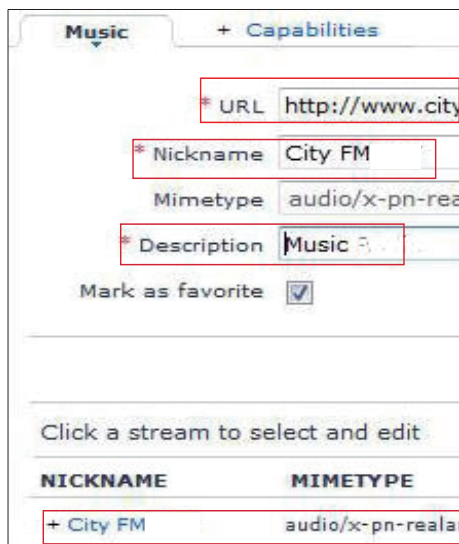 Music + Capabilities
* URL http://www.city
* Nickname City FM
Mimetype audio/x-pn-rea
* Description Music
Mark as favorite
Click a stream to select and edit
NICKNAME MIMETYPE
+ City FM audio/x-pn-realau